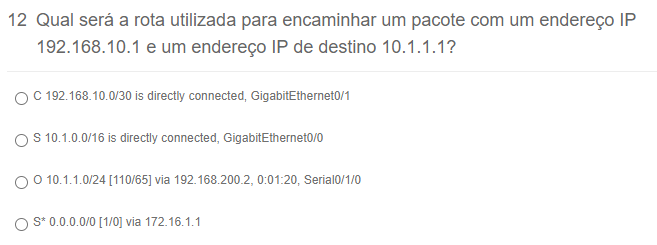 12 Qual será a rota utilizada para encaminhar um pacote com um endereço IP
192.168.10.1 e um endereço IP de destino 10.1.1.1?
C 192.168.10.0/30 is directly connected, GigabitEthernet0/1
S 10.1.0.0/16 is directly connected, GigabitEthernet0/0
O 10.1.1.0/24 [110/65] via 192.168.200.2, 0:01:20, Serial0/1/0
S* 0.0.0.0/0 [1/0] via 172.16.1.1